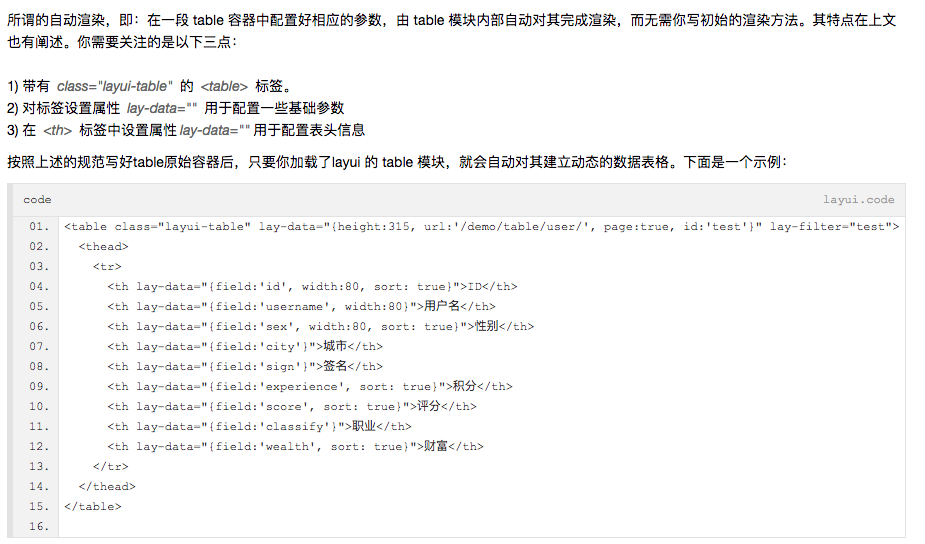 所谓的自动渲染，即：在一段 table 容器中配置好相应的参数，由 table 模块内部自动对其完成渲染，而无需你写初始的渲染方法。其特点在上文
也有阐述。你需要关注的是以下三点：
1) 带有 class="layui-table" 的 <table> 标签。
2) 对标签设置属性 lay-data="" 用于配置一些基础参数
3) 在 <th> 标签中设置属性 lay-data="" 用于配置表头信息
按照上述的规范写好table原始容器后，只要你加载了layui 的 table 模块，就会自动对其建立动态的数据表格。下面是一个示例：
code layui.code
01. <table class="layui-table" lay-data="{height:315, url:'/demo/table/user/', page:true, id:'test'}" lay-filter="test">
02. <thead>
03. <tr>
04. <th lay-data="{field:'id', width:80, sort: true}">ID</th>
05. <th lay-data="{field:'username', width:80}">用户名</th>
06. <th lay-data="{field:'sex', width:80, sort: true}">性别</th>
07. <th lay-data="{field:'city'}">城市</th>
08. <th lay-data="{field:'sign'}">签名</th>
09. <th lay-data="{field:'experience', sort: true}">积分</th>
10. <th lay-data="{field:'score', sort: true}">评分</th>
11. <th lay-data="{field:'classify'}">职业</th>
12. <th lay-data="{field:'wealth', sort: true}">财富</th>
13. </tr>
14. </thead>
15. </table>
16.